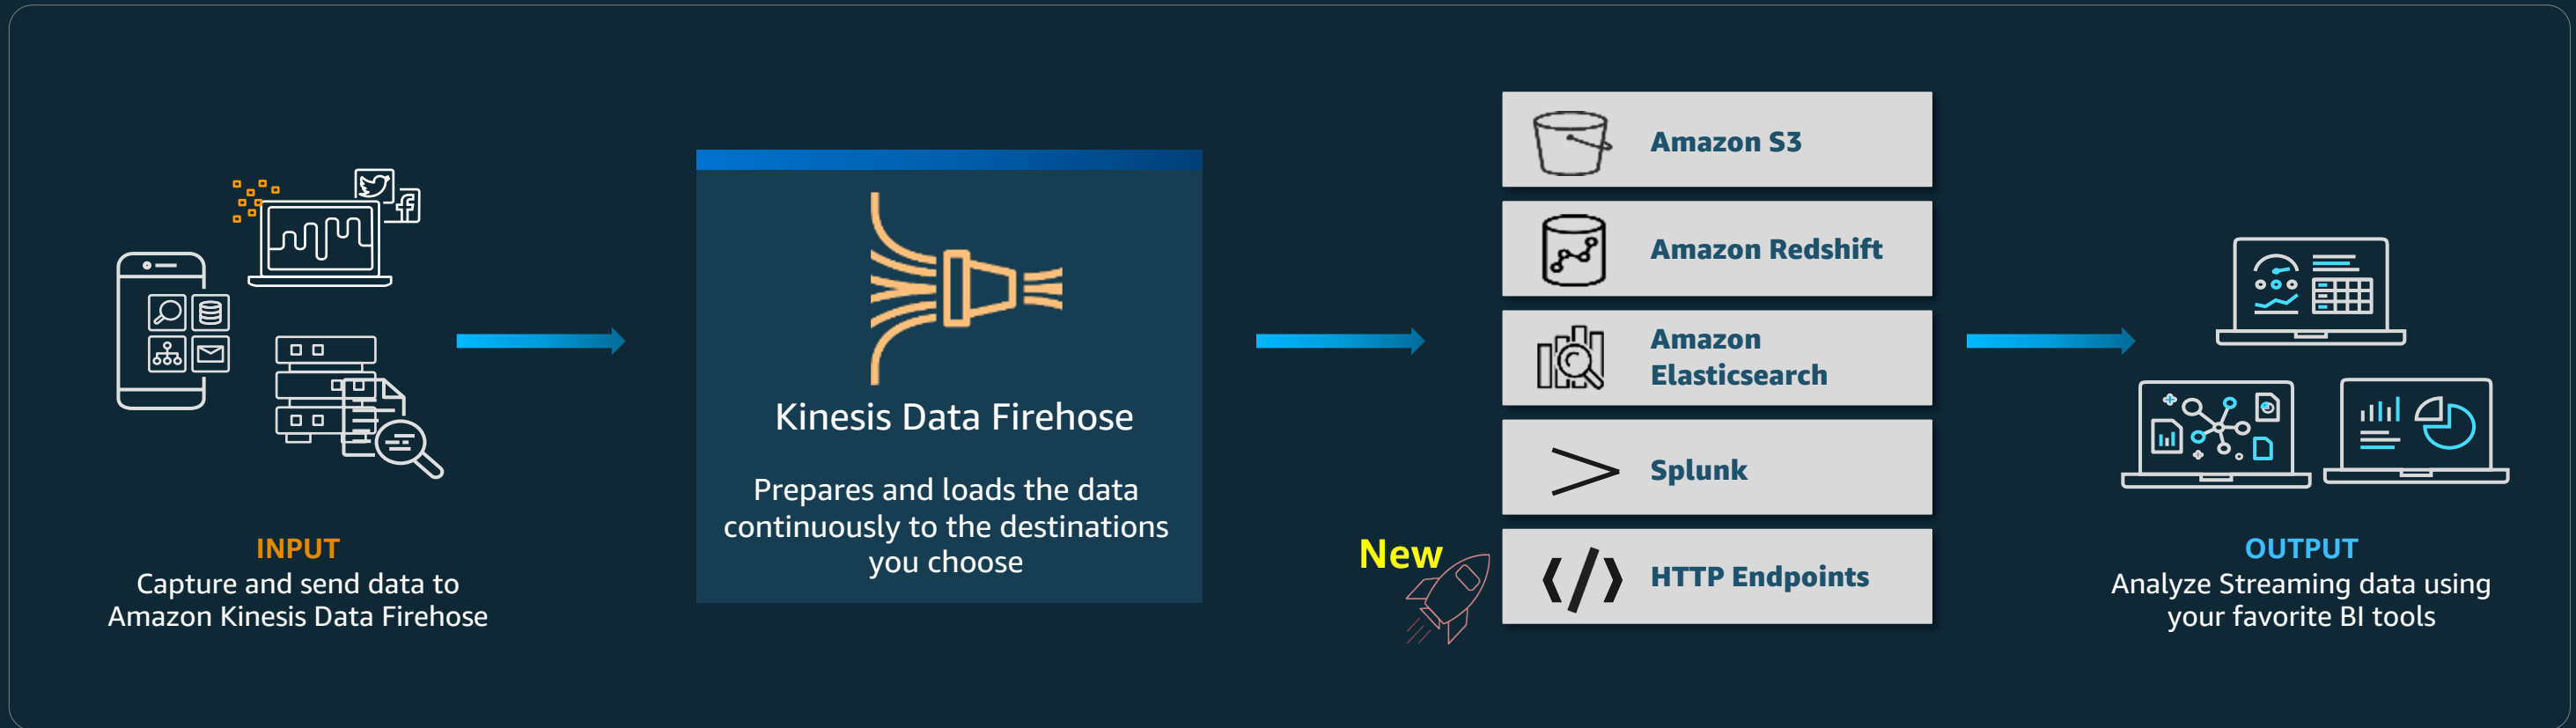 INPUT
Capture and send data to
Amazon Kinesis Data Firehose
Kinesis Data Firehose
Prepares and loads the data
continuously to the destinations
you choose
Amazon S3
Amazon Redshift
Amazon
Elasticsearch
Splunk
New
HTTP Endpoints
OUTPUT
Analyze Streaming data using
your favorite BI tools